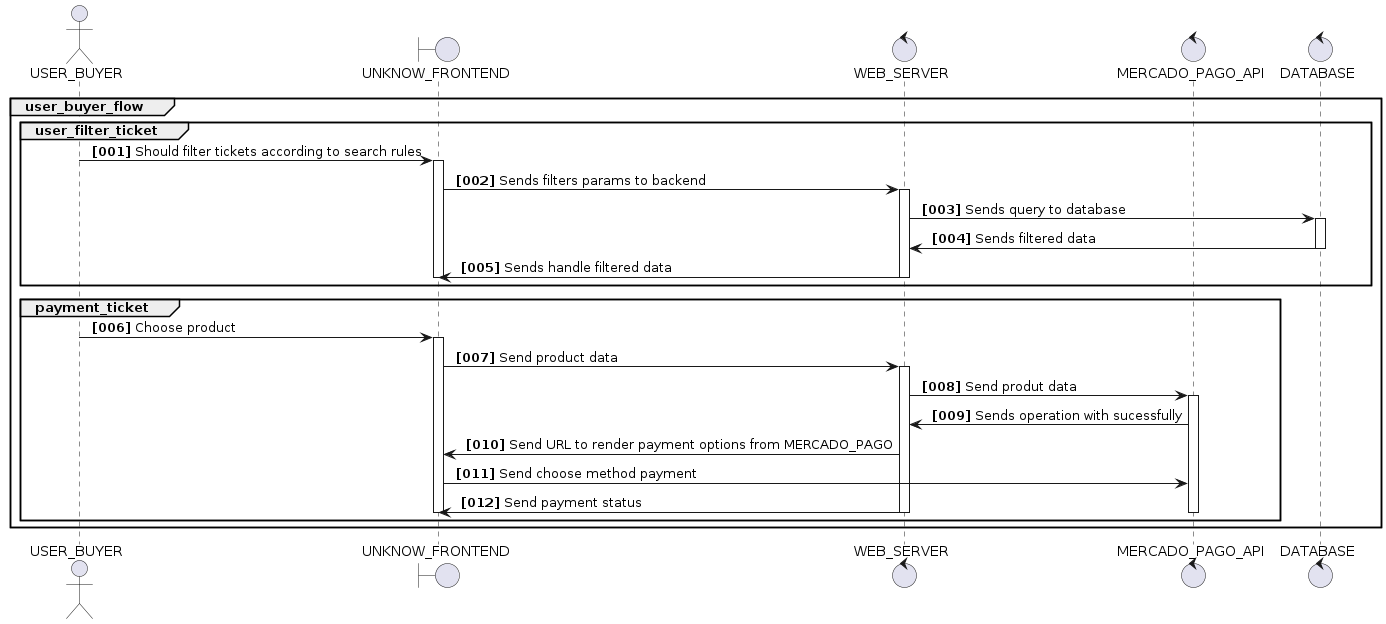 USER_BUYER
UNKNOW_FRONTEND
WEB_SERVER
MERCADO_PAGO_API
DATABASE
user_buyer_flow
user_filter_ticket
[001] Should filter tickets according to search rules
[002] Sends filters params to backend
[003] Sends query to database
[004] Sends filtered data
[005] Sends handle filtered data
payment_ticket
[006] Choose product
[007] Send product data
[008] Send produt data
[009] Sends operation with sucessfully
[010] Send URL to render payment options from MERCADO_PAGO
[011] Send choose method payment
[012] Send payment status
USER_BUYER
UNKNOW_FRONTEND
WEB_SERVER
MERCADO_PAGO_API
DATABASE